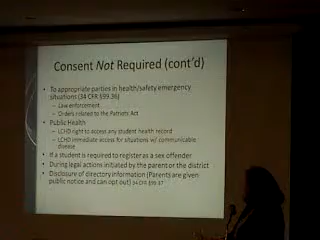 Consent Not Required (cont'd)
• To appropriate parties in health/safety emergency
situations (34 CFR §99.36)
– Law enforcement
– Orders related to the Patriots Act
• Public Health
– LCHD right to access any student health record
– LCHD immediate access for situations w/ communicable
disease
• If a student is required to register as a sex offender
• During legal actions initiated by the parent or the district
• Disclosure of directory information (Parents are given
public notice and can opt out) 34 CFR §99.37